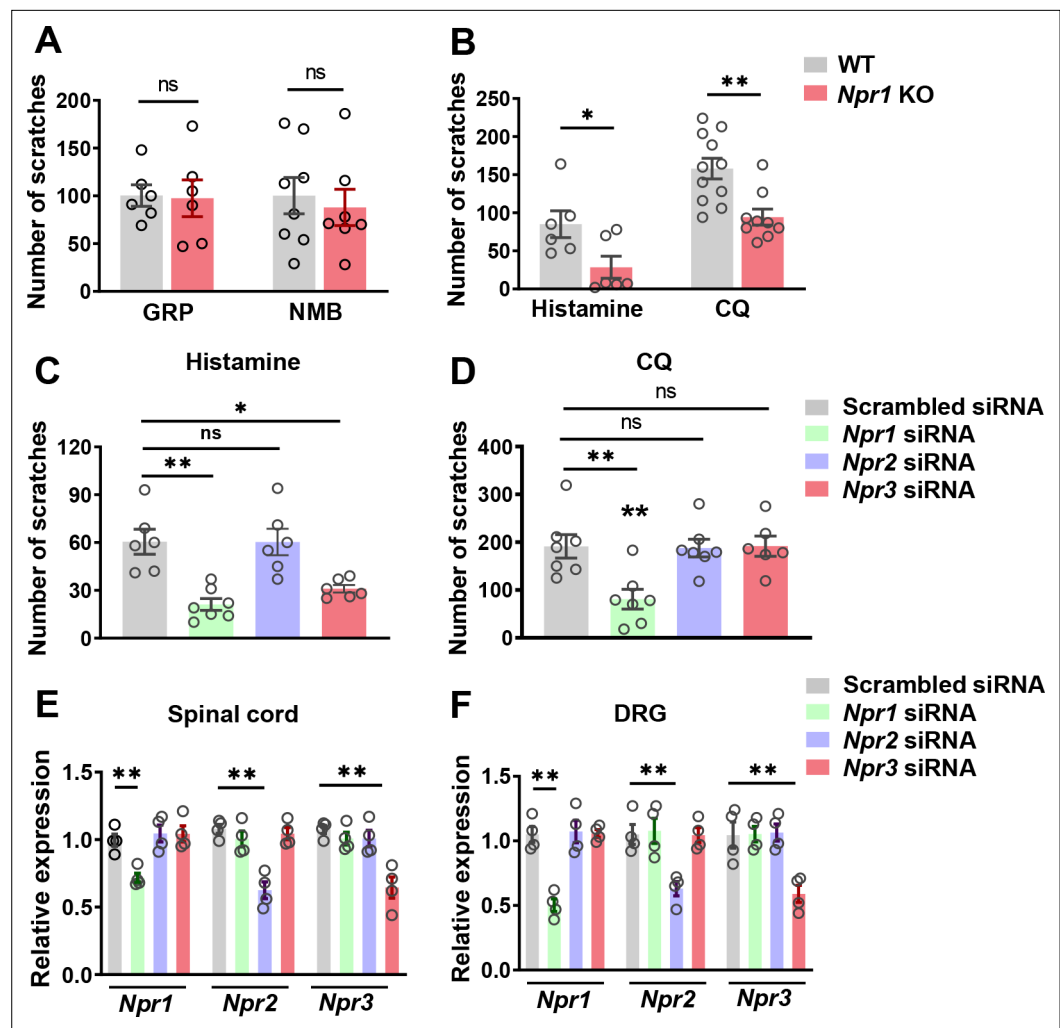 A
ns
ns
Number of scratches
200
150
100
50
0
GRP
NMB
B
WT
Npr1 KO
*
**
Number of scratches
250
200
150
100
50
0
Histamine
CQ
C
Histamine
*
ns
**
Number of scratches
120
90
60
30
0
D
CQ
ns
ns
**
**
Number of scratches
400
300
200
100
0
Scrambled siRNA
Npr1 siRNA
Npr2 siRNA
Npr3 siRNA
E
Spinal cord
**
**
**
Relative expression
1.5
1.0
0.5
0.0
Npr1
Npr2
Npr3
F
DRG
**
**
**
Relative expression
1.5
1.0
0.5
0.0
Npr1
Npr2
Npr3
Scrambled siRNA
Npr1 siRNA
Npr2 siRNA
Npr3 siRNA